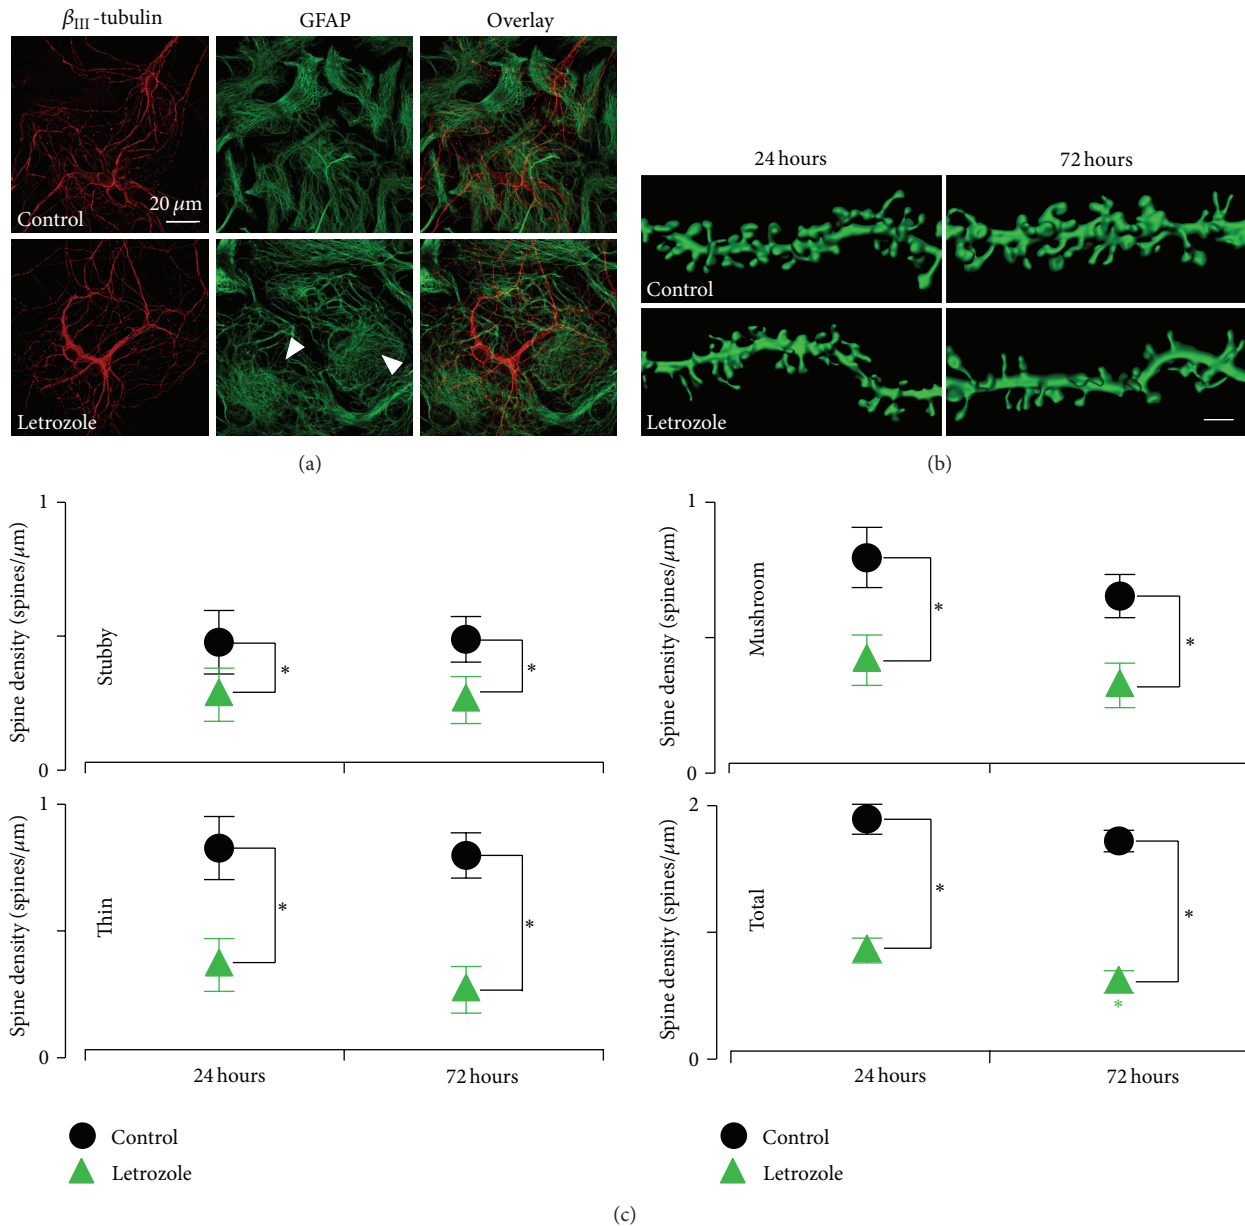 β_III-tubulin
GFAP
Overlay
20 μm
Control
Letrozole
(a)
24 hours
72 hours
Control
Letrozole
(b)
1
0
Spine density (spines/μm)
Stubby
*
*
1
0
Spine density (spines/μm)
Mushroom
*
*
1
0
Spine density (spines/μm)
Thin
*
*
24 hours
72 hours
2
0
Spine density (spines/μm)
Total
*
*
*
24 hours
72 hours
Control
Letrozole
Control
Letrozole
(c)